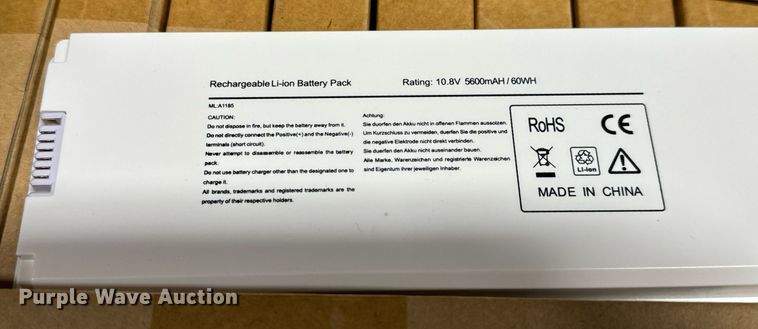 Rechargeable Li-ion Battery Pack
Rating: 10.8V 5600mAH / 60WH
ML:A1185
CAUTION:
Do not dispose in fire, but keep the battery away from it.
Do not directly connect the Positive(+) and the Negative(-)
terminals (short circuit).
Never attempt to disassemble or reassemble the battery
pack.
Do not use battery charger other than the designated one to
charge it.
All brands, trademarks and registered trademarks are the
property of their respective holders.
Achtung:
Sie duerfen den Akku nicht in offenen Flammen aussolzen.
Um Kurzschluss zu vermeiden, duerfen Sie die positive und
die negative Elektrode nicht direkt verbinden.
Sie duerfen den Akku nicht auseinander bauen.
Alle Marke, Warenzeichen und registrierte Warenzeichen
sind Eigentum ihrer jeweiligen Inhaber.
RoHS CE
Li-ion
MADE IN CHINA
Purple Wave Auction